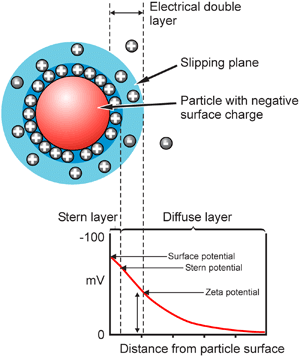 Electrical double
layer
Slipping plane
Particle with negative
surface charge
Stern layer
Diffuse layer
-100
Surface potential
Stern potential
mV
Zeta potential
0
Distance from particle surface